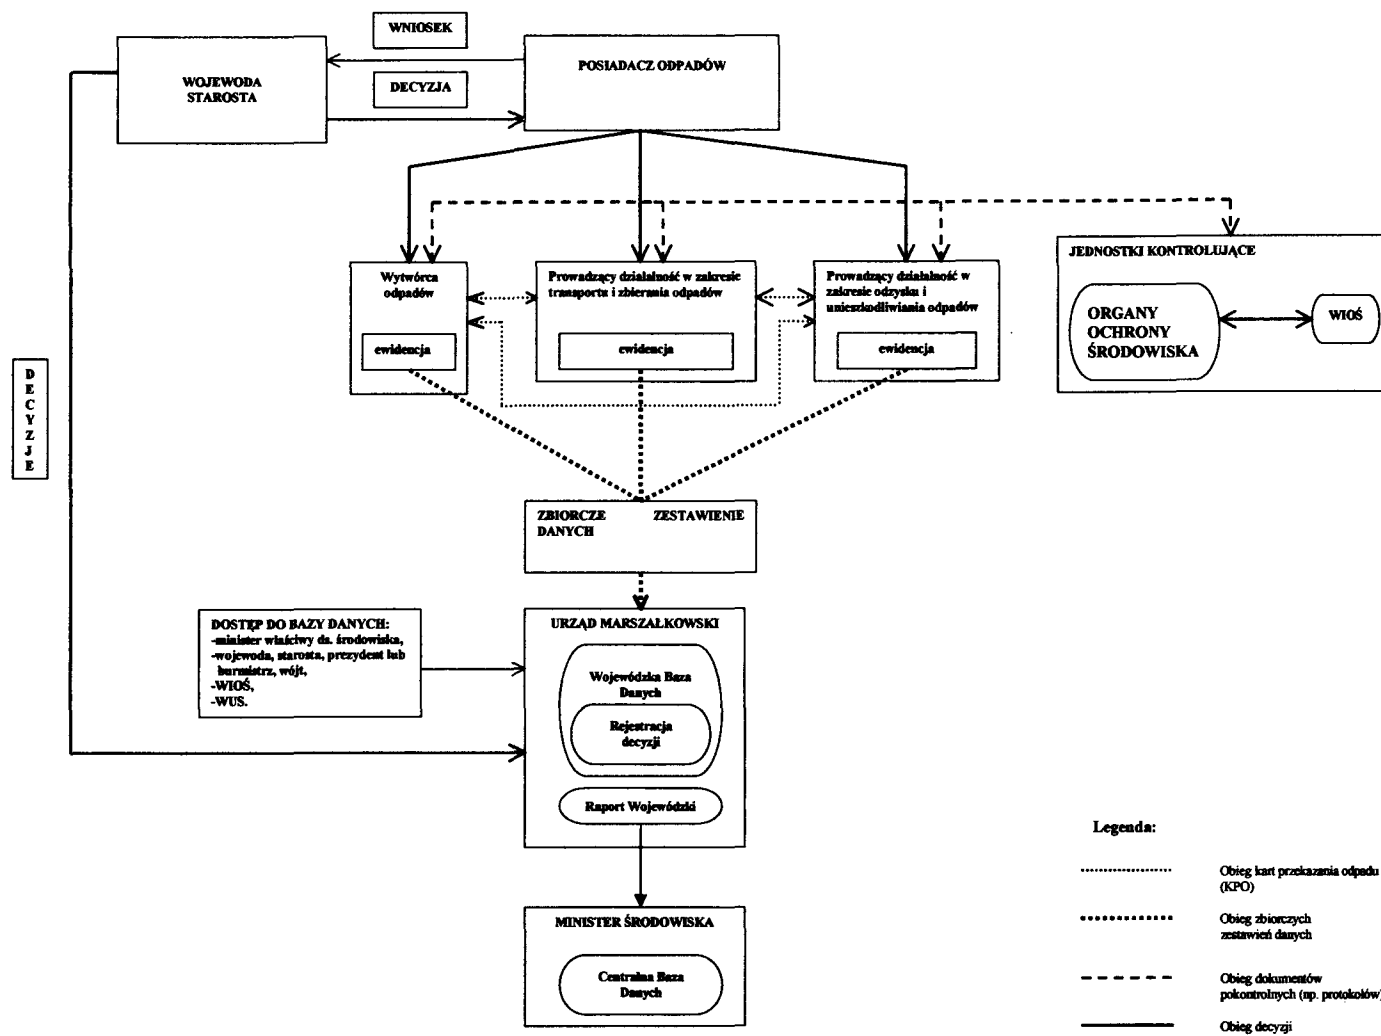 WNIOSEK
WOJEWODA
STAROSTA
POSIADACZ ODPADÓW
DECYZJA
Wytwórca
odpadów
ewidencja
Prowadzący działalność w zakresie
transportu i zbierania odpadów
ewidencja
Prowadzący działalność w
zakresie odzysku i
unieszkodliwiania odpadów
ewidencja
JEDNOSTKI KONTROLUJĄCE
ORGANY
OCHRONY
ŚRODOWISKA
WIOŚ
D
E
C
Y
Z
J
E
ZBIORCZE ZESTAWIENIE
DANYCH
DOSTĘP DO BAZY DANYCH:
-minister właściwy ds. środowiska,
-wojewoda, starosta, prezydent lub
burmistrz, wójt,
-WIOŚ,
-WUS.
URZĄD MARSZAŁKOWSKI
Wojewódzka Baza
Danych
Rejestracja
decyzji
Raport Wojewódzki
MINISTER ŚRODOWISKA
Centralna Baza
Danych
Legenda:
Obieg kart przekazania odpadu
(KPO)
Obieg zbiorczych
zestawień danych
Obieg dokumentów
pokontrolnych (np. protokołów)
Obieg decyzji